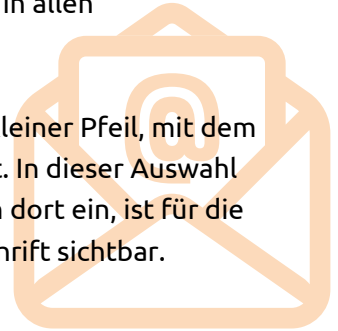 in allen
leiner Pfeil, mit dem
. In dieser Auswahl
dort ein, ist für die
hrift sichtbar.
@